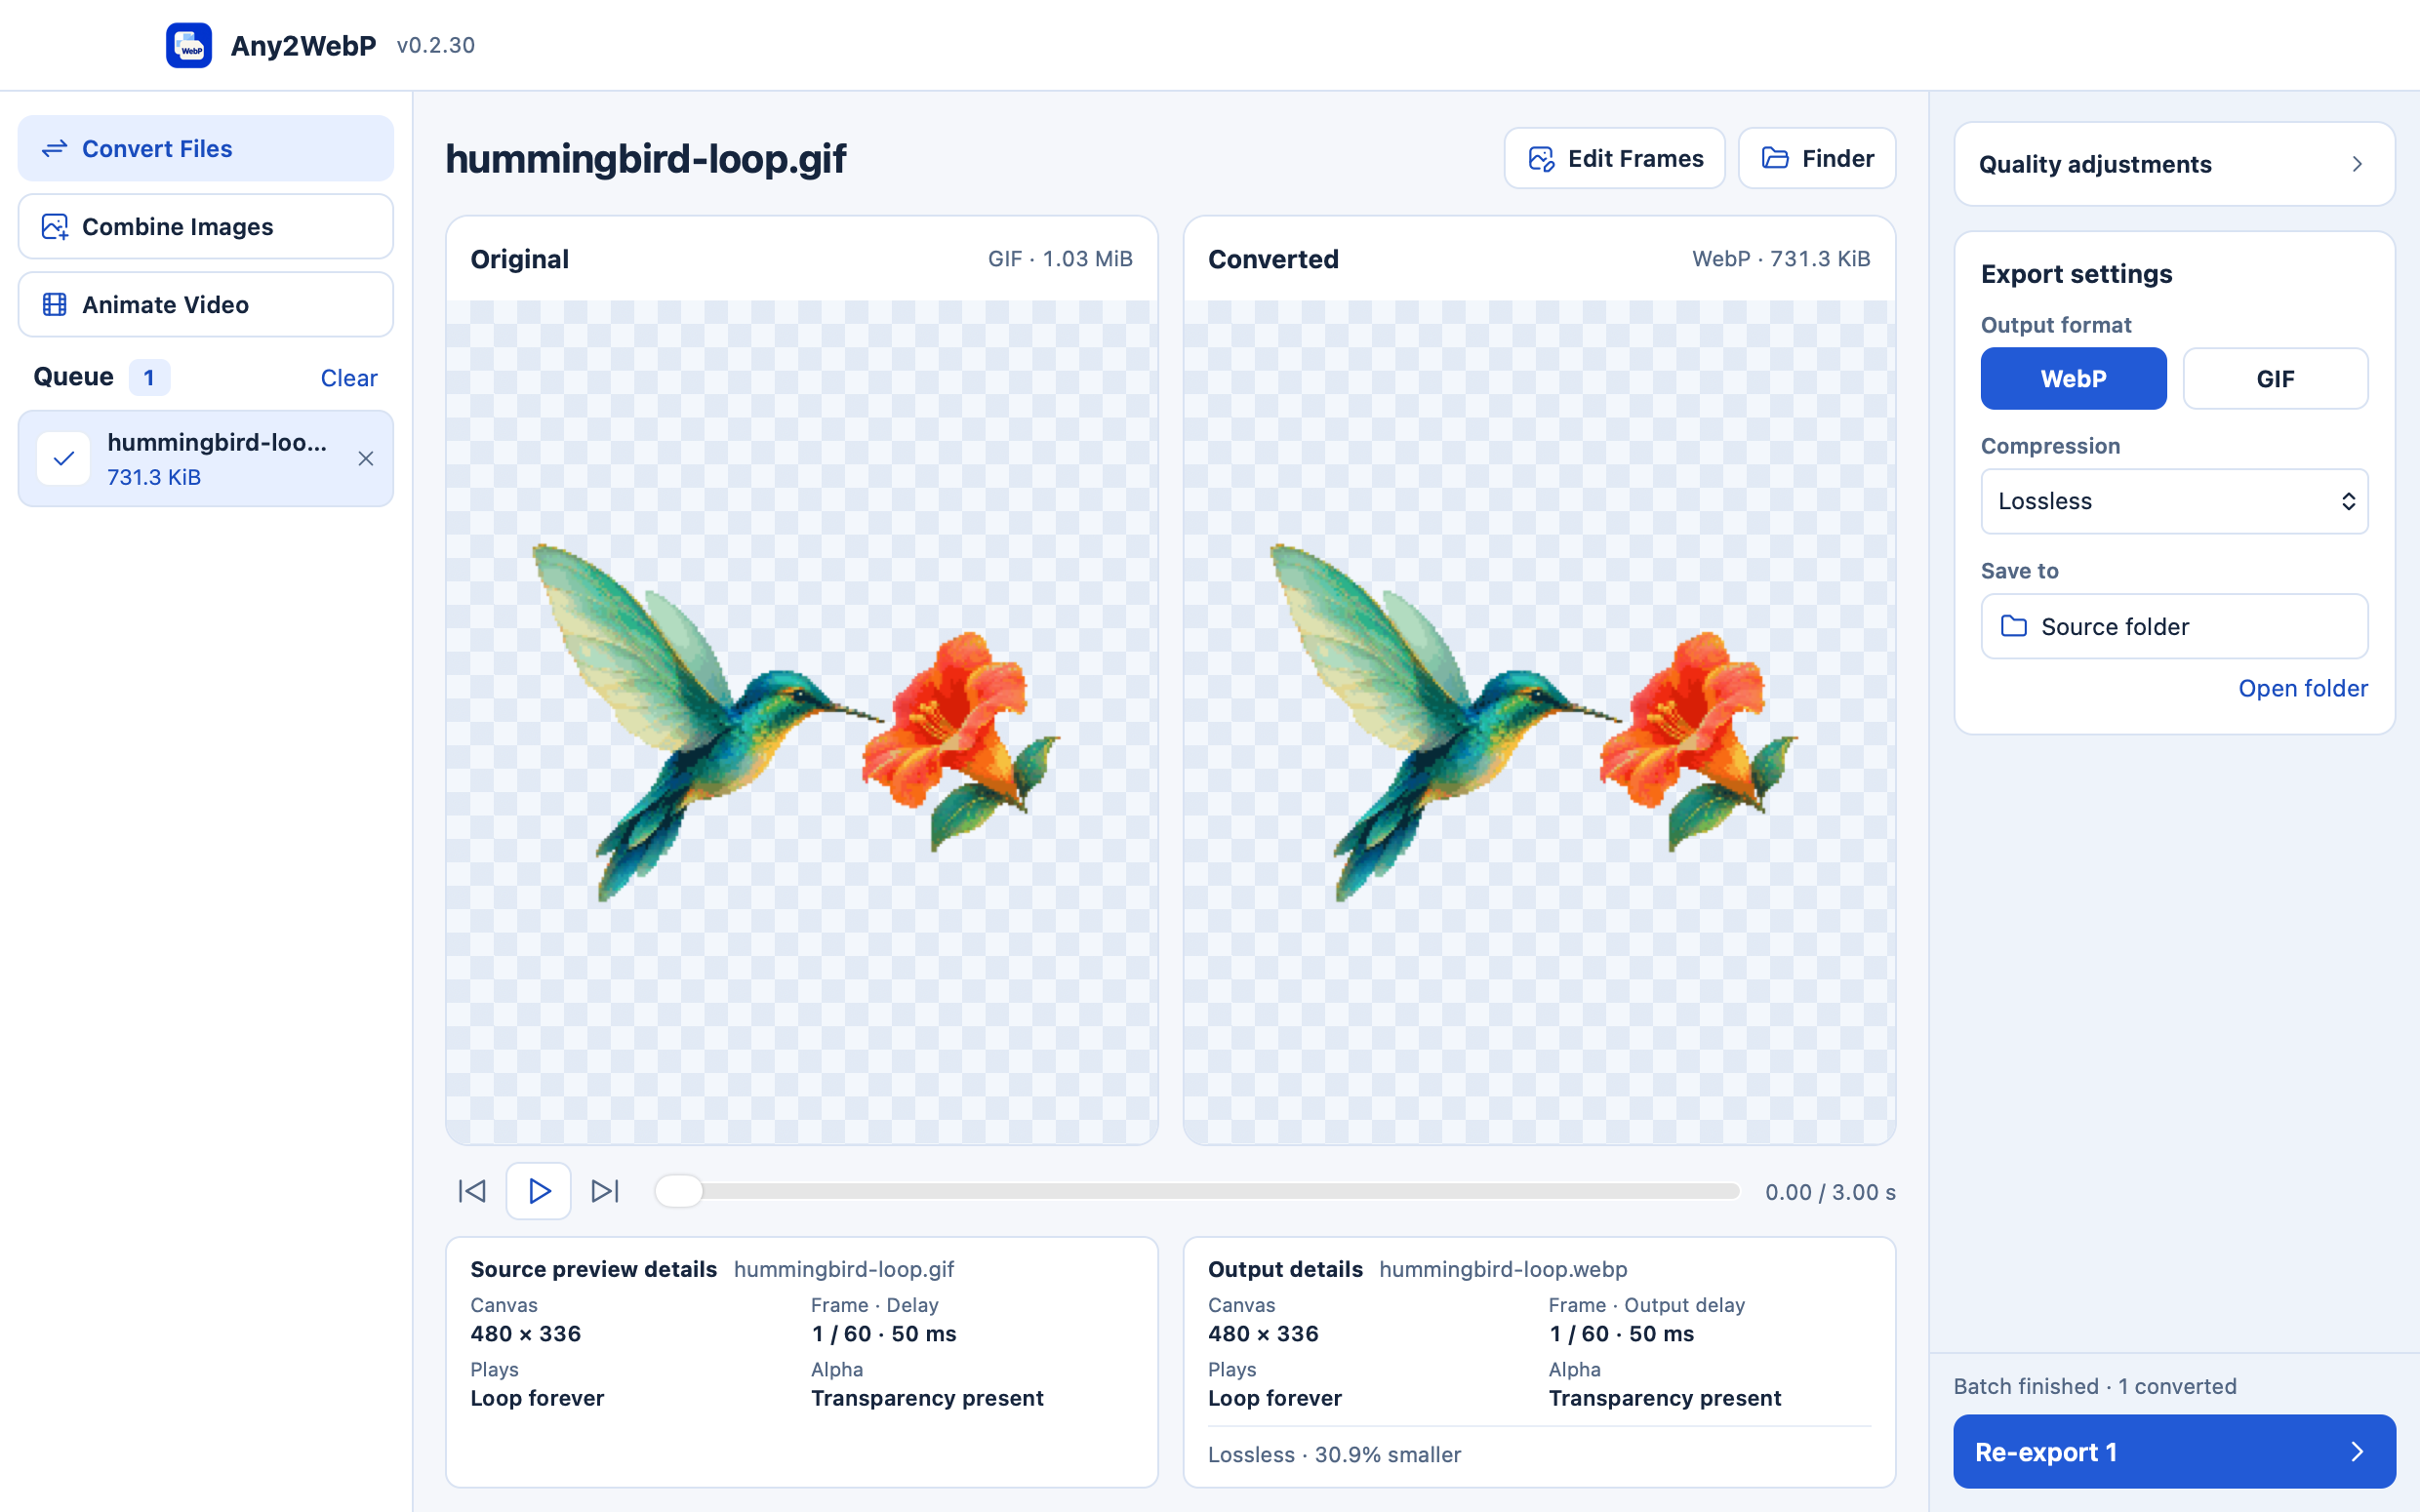 WebP
Any2WebP v0.2.30
Convert Files
Combine Images
Animate Video
Queue 1 Clear
hummingbird-loo...
731.3 KiB
hummingbird-loop.gif
Edit Frames
Finder
Original GIF · 1.03 MiB
Converted WebP · 731.3 KiB
0.00 / 3.00 s
Source preview details hummingbird-loop.gif
Canvas Frame · Delay
480 × 336 1 / 60 · 50 ms
Plays Alpha
Loop forever Transparency present
Output details hummingbird-loop.webp
Canvas Frame · Output delay
480 × 336 1 / 60 · 50 ms
Plays Alpha
Loop forever Transparency present
Lossless · 30.9% smaller
Quality adjustments
Export settings
Output format
WebP GIF
Compression
Lossless
Save to
Source folder
Open folder
Batch finished · 1 converted
Re-export 1